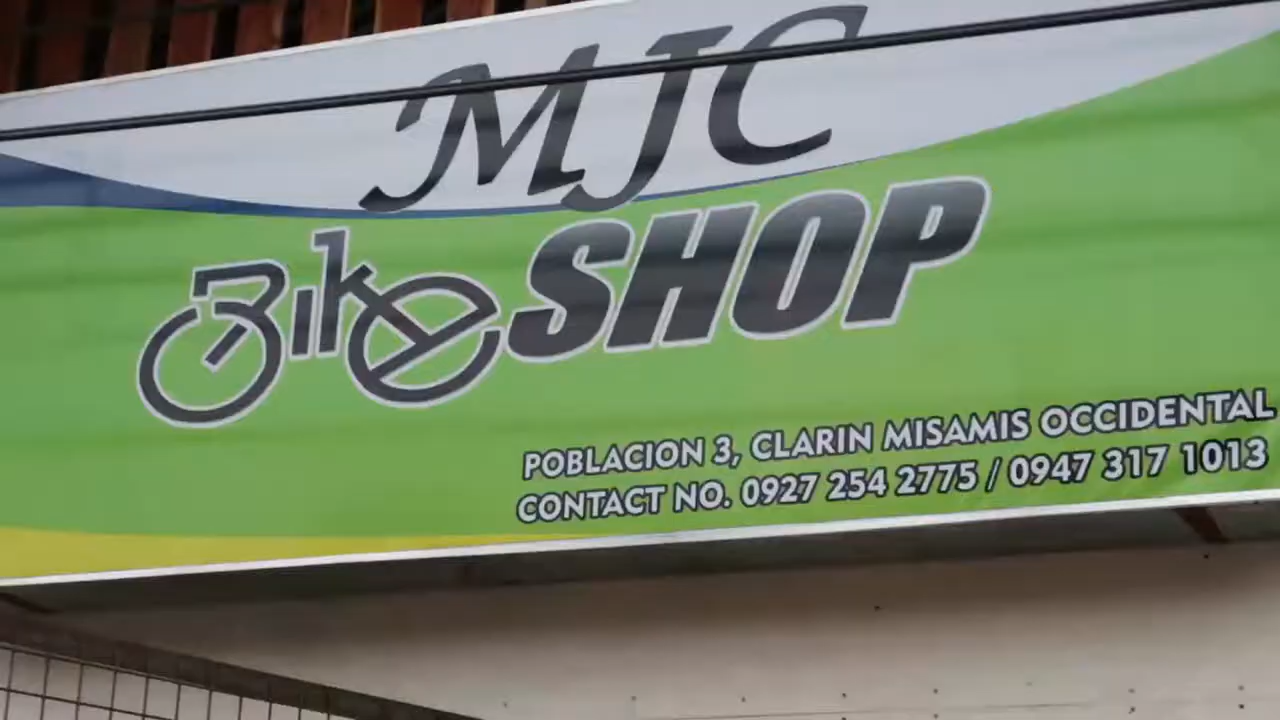 MJC
Bike SHOP
POBLACION 3, CLARIN MISAMIS OCCIDENTAL
CONTACT NO. 0927 254 2775 / 0947 317 1013